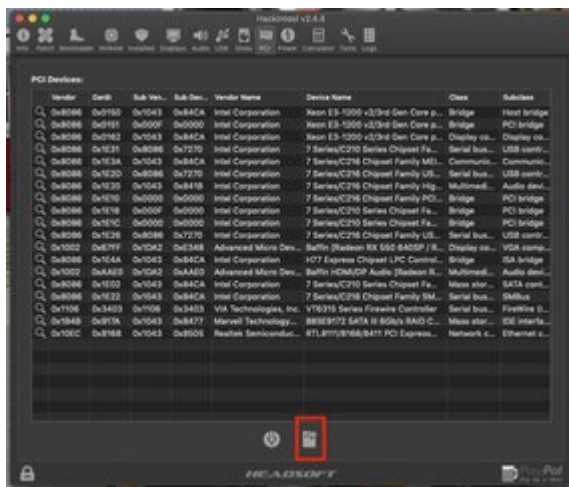 Hackintool v2.4.4
Info Patch Bootloader NVRAM Installed Displays Audio USB Disks PCI Power Calculator Tools Logs
PCI Devices:
Vendor Device Sub Ven... Sub Dev... Vendor Name Device Name Class Subclass
0x8086 0x0150 0x1043 0x84CA Intel Corporation Xeon E3-1200 v2/3rd Gen Core p... Bridge Host bridge
0x8086 0x0151 0x000F 0x0000 Intel Corporation Xeon E3-1200 v2/3rd Gen Core p... Bridge PCI bridge
0x8086 0x0162 0x1043 0x84CA Intel Corporation Xeon E3-1200 v2/3rd Gen Core p... Display co... Display co...
0x8086 0x1E31 0x8086 0x7270 Intel Corporation 7 Series/C210 Series Chipset Fa... Serial bus... USB contr...
0x8086 0x1E3A 0x1043 0x84CA Intel Corporation 7 Series/C216 Chipset Family MEI... Communic... Communic...
0x8086 0x1E2D 0x8086 0x7270 Intel Corporation 7 Series/C216 Chipset Family US... Serial bus... USB contr...
0x8086 0x1E20 0x1043 Intel Corporation 7 Series/C216 Chipset Family Hig... Multimedi... Audio devi...
0x8086 0x1E10 0x0000 0x0000 Intel Corporation 7 Series/C216 Chipset Family PCI... Bridge PCI bridge
0x8086 0x1E18 0x000F 0x0000 Intel Corporation 7 Series/C210 Series Chipset Fa... Bridge PCI bridge
0x8086 0x1E1C 0x000F 0x0000 Intel Corporation 7 Series/C210 Series Chipset Fa... Bridge PCI bridge
0x8086 0x1E26 0x8086 0x7270 Intel Corporation 7 Series/C216 Chipset Family US... Serial bus... USB contr...
0x1002 0x67FF 0x1DA2 0xE348 Advanced Micro Dev... Baffin [Radeon RX 550 640SP / R... Display co... VGA comp...
0x8086 0x1E4A 0x1043 0x84CA Intel Corporation H77 Express Chipset LPC Control... Bridge ISA bridge
0x1002 0xAAE0 0x1DA2 0xAAE0 Advanced Micro Dev... Baffin HDMI/DP Audio [Radeon R... Multimedi... Audio devi...
0x8086 0x1E02 0x1043 0x84CA Intel Corporation 7 Series/C210 Series Chipset Fa... Mass stor... SATA cont...
0x8086 0x1E22 0x1043 0x84CA Intel Corporation 7 Series/C216 Chipset Family SM... Serial bus... SMBus
0x1106 0x3403 0x1106 0x3403 VIA Technologies, Inc. VT6315 Series Firewire Controller Serial bus... FireWire (I...
0x1B4B 0x917A 0x1043 0x8477 Marvell Technology... 88SE9172 SATA III 6Gb/s RAID C... Mass stor... IDE interfa...
0x10EC 0x8168 0x1043 0x8505 Realtek Semiconduc... RTL8111/8168/8411 PCI Express... Network c... Ethernet c...
HEADSOFT
PayPal